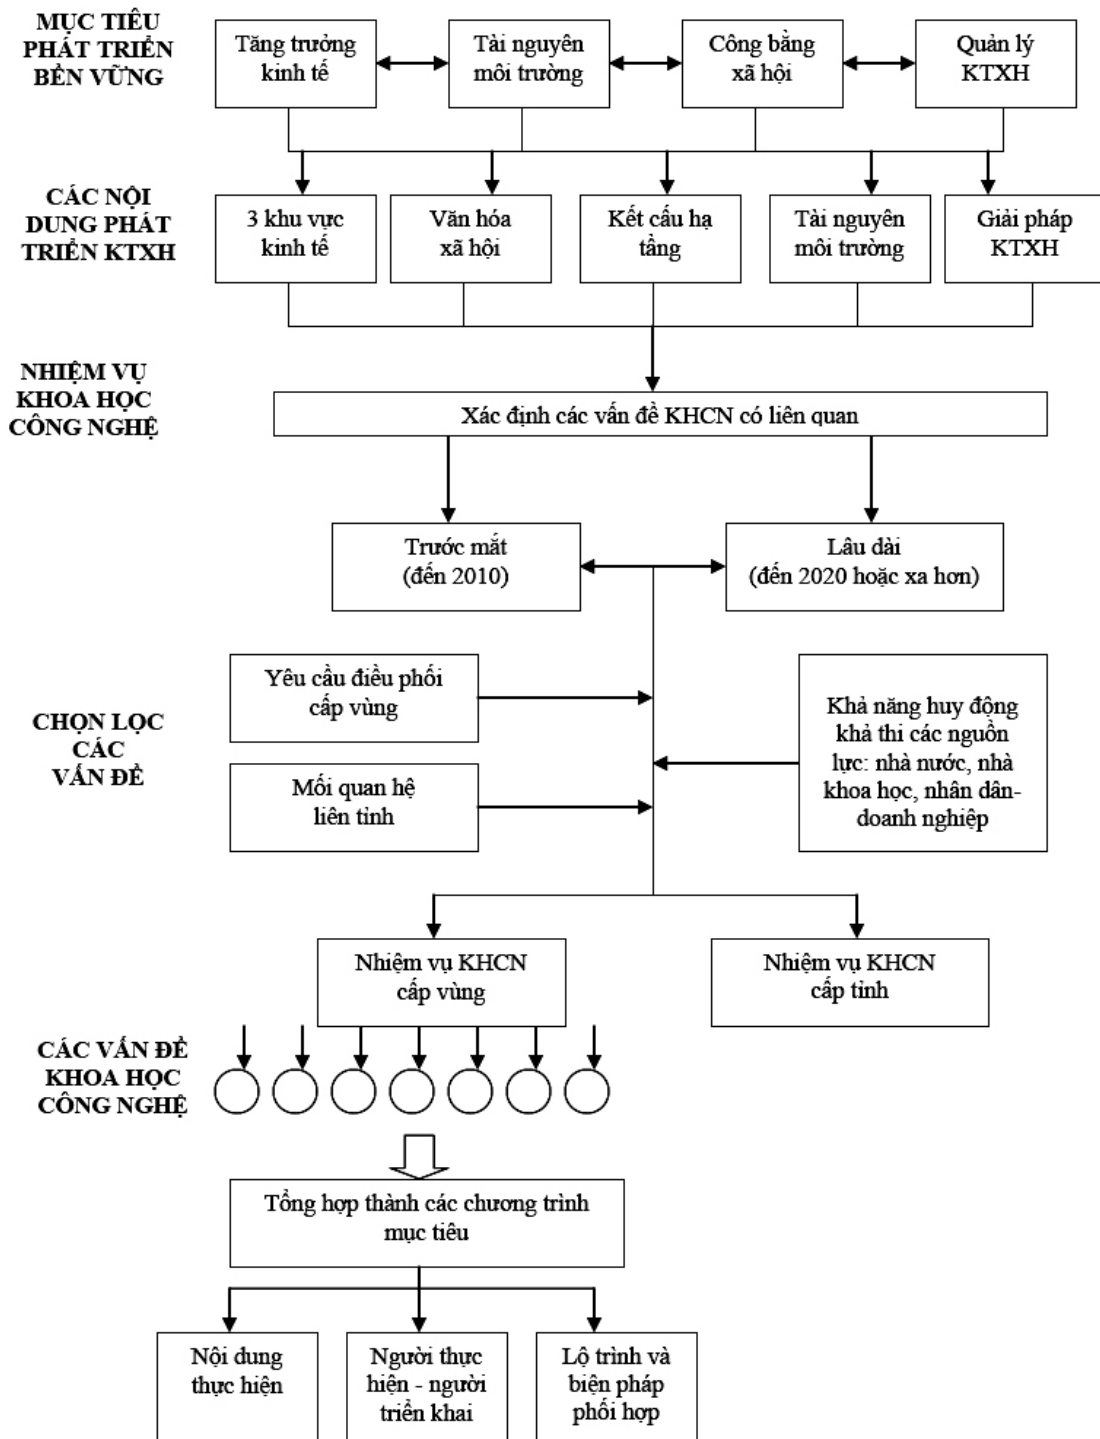 MỤC TIÊU
PHÁT TRIỂN
BỀN VỮNG
Tăng trưởng
kinh tế
Tài nguyên
môi trường
Công bằng
xã hội
Quản lý
KTXH
CÁC NỘI
DUNG PHÁT
TRIỂN KTXH
3 khu vực
kinh tế
Văn hóa
xã hội
Kết cấu hạ
tầng
Tài nguyên
môi trường
Giải pháp
KTXH
NHIỆM VỤ
KHOA HỌC
CÔNG NGHỆ
Xác định các vấn đề KHCN có liên quan
Trước mắt
(đến 2010)
Lâu dài
(đến 2020 hoặc xa hơn)
CHỌN LỌC
CÁC
VẤN ĐỀ
Yêu cầu điều phối
cấp vùng
Mối quan hệ
liên tỉnh
Khả năng huy động
khả thi các nguồn
lực: nhà nước, nhà
khoa học, nhân dân-
doanh nghiệp
Nhiệm vụ KHCN
cấp vùng
Nhiệm vụ KHCN
cấp tỉnh
CÁC VẤN ĐỀ
KHOA HỌC
CÔNG NGHỆ
Tổng hợp thành các chương trình
mục tiêu
Nội dung
thực hiện
Người thực
hiện - người
triển khai
Lộ trình và
biện pháp
phối hợp